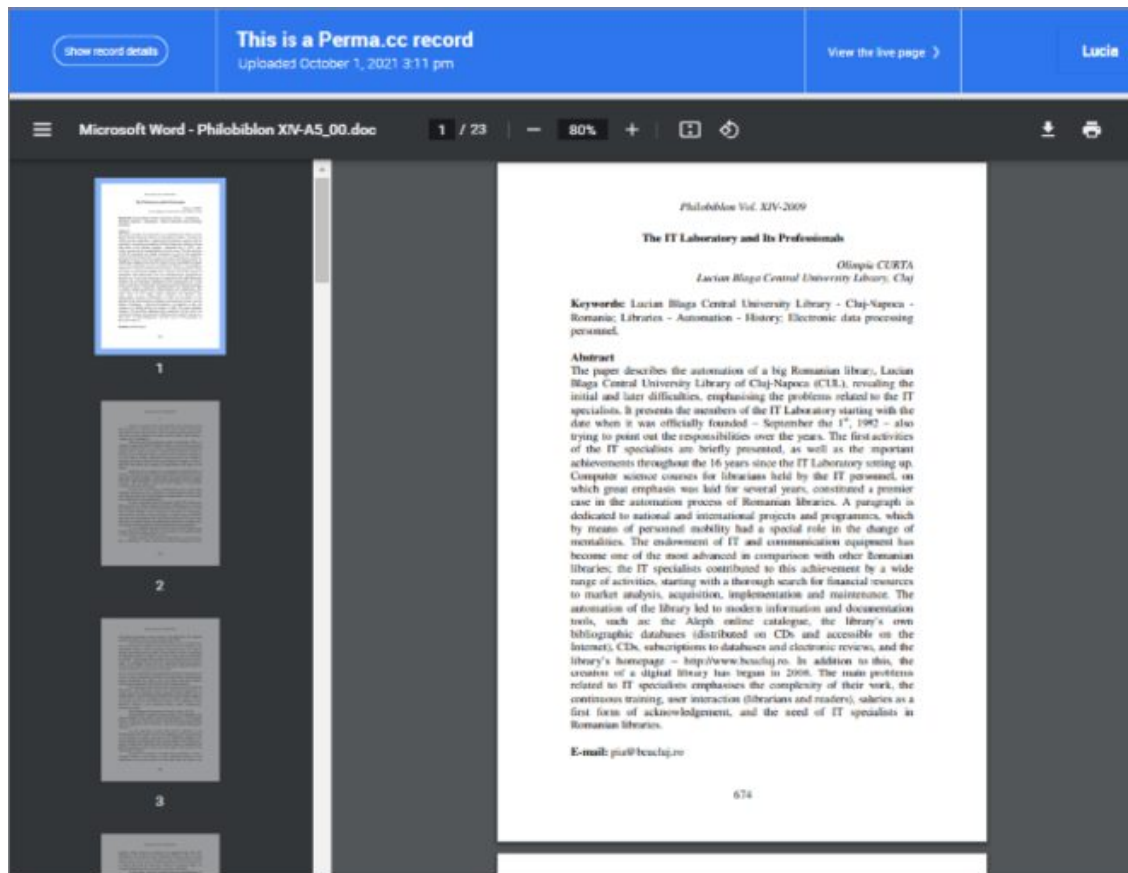 Show record details
This is a Perma.cc record
Uploaded October 1, 2021 3:11 pm
View the live page ❯
Lucia
Microsoft Word - Philobiblon XIV-A5_00.doc
1 / 23
80%
1
2
3
Philobiblon Vol. XIV-2009
The IT Laboratory and Its Professionals
Olimpia CURTA
Lucian Blaga Central University Library, Cluj
Keywords: Lucian Blaga Central University Library - Cluj-Napoca -
Romania; Libraries - Automation - History; Electronic data processing
personnel.
Abstract
The paper describes the automation of a big Romanian library, Lucian
Blaga Central University Library of Cluj-Napoca (CUL), revealing the
initial and later difficulties, emphasising the problems related to the IT
specialists. It presents the members of the IT Laboratory starting with the
date when it was officially founded – September the 1st, 1992 – also
trying to point out the responsibilities over the years. The first activities
of the IT specialists are briefly presented, as well as the important
achievements throughout the 16 years since the IT Laboratory setting up.
Computer science courses for librarians held by the IT personnel, on
which great emphasis was laid for several years, constituted a premier
case in the automation process of Romanian libraries. A paragraph is
dedicated to national and international projects and programmes, which
by means of personnel mobility had a special role in the change of
mentalities. The endowment of IT and communication equipment has
become one of the most advanced in comparison with other Romanian
libraries; the IT specialists contributed to this achievement by a wide
range of activities, starting with a thorough search for financial resources
to market analysis, acquisition, implementation and maintenance. The
automation of the library led to modern information and documentation
tools, such as: the Aleph online catalogue, the library's own
bibliographic databases (distributed on CDs and accessible on the
Internet), CDs, subscriptions to databases and electronic reviews, and the
library's homepage – http://www.bcucluj.ro. In addition to this, the
creation of a digital library has begun in 2008. The main problems
related to IT specialists emphasises the complexity of their work, the
continuous training, user interaction (librarians and readers), salaries as a
first form of acknowledgement, and the need of IT specialists in
Romanian libraries.
E-mail: pia@bcucluj.ro
674